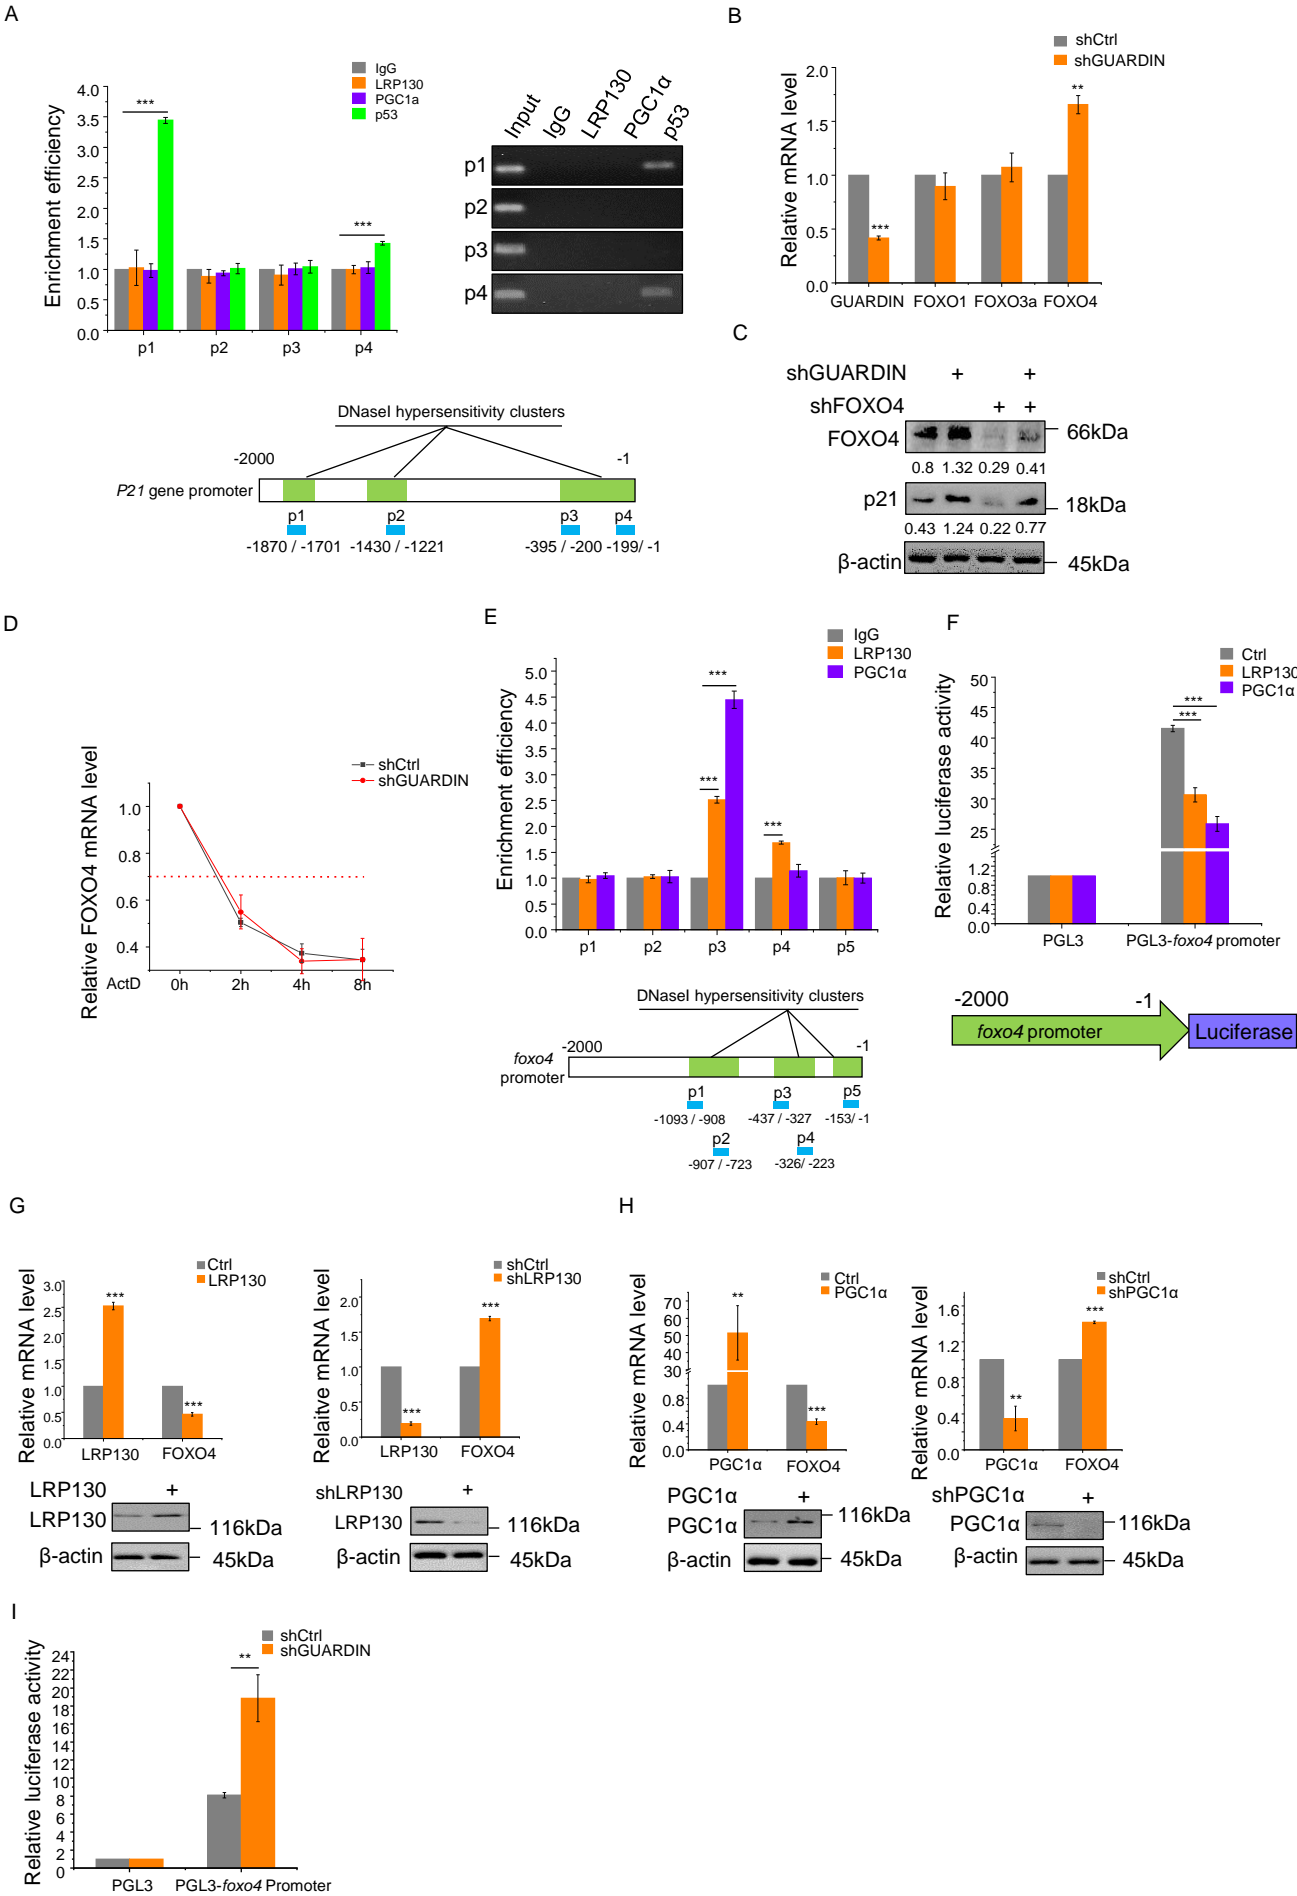 A
IgG
LRP130
PGC1a
p53
***
***
Enrichment efficiency
4.0
3.5
3.0
2.5
2.0
1.5
1.0
0.5
0.0
p1
p2
p3
p4
Input
IgG
LRP130
PGC1α
p53
p1
p2
p3
p4
DNaseI hypersensitivity clusters
-2000
-1
P21 gene promoter
p1
p2
p3
p4
-1870 / -1701
-1430 / -1221
-395 / -200
-199/ -1
B
shCtrl
shGUARDIN
Relative mRNA level
2.0
1.5
1.0
0.5
0
***
**
GUARDIN
FOXO1
FOXO3a
FOXO4
C
shGUARDIN + +
shFOXO4 + +
FOXO4
66kDa
0.8 1.32 0.29 0.41
p21
18kDa
0.43 1.24 0.22 0.77
β-actin
45kDa
D
shCtrl
shGUARDIN
Relative FOXO4 mRNA level
1.0
0.8
0.6
0.4
ActD
0h
2h
4h
8h
E
IgG
LRP130
PGC1α
Enrichment efficiency
5.0
4.5
4.0
3.5
3.0
2.5
2.0
1.5
1.0
0.5
0.0
***
***
***
p1
p2
p3
p4
p5
DNaseI hypersensitivity clusters
-2000
-1
foxo4
promoter
p1
p3
p5
-1093 / -908
-437 / -327
-153/ -1
p2
p4
-907 / -723
-326/ -223
F
Ctrl
LRP130
PGC1α
Relative luciferase activity
50
45
40
35
30
25
1.2
0.8
0.4
0.0
***
***
PGL3
PGL3-foxo4 promoter
-2000
-1
foxo4 promoter
Luciferase
G
Ctrl
LRP130
Relative mRNA level
3.0
2.5
2.0
1.5
1.0
0.5
0.0
***
***
LRP130
FOXO4
LRP130 +
LRP130
116kDa
β-actin
45kDa
shCtrl
shLRP130
Relaitve mRNA level
2.0
1.5
1.0
0.5
0.0
***
***
LRP130
FOXO4
shLRP130 +
LRP130
116kDa
β-actin
45kDa
H
Ctrl
PGC1α
Relative mRNA level
70
60
50
40
30
0.8
0.4
0.0
**
***
PGC1α
FOXO4
PGC1α +
PGC1α
116kDa
β-actin
45kDa
shCtrl
shPGC1α
Relative mRNA level
1.6
1.2
0.8
0.4
0.0
**
***
PGC1α
FOXO4
shPGC1α +
PGC1α
116kDa
β-actin
45kDa
I
shCtrl
shGUARDIN
Relative luciferase activity
24
22
20
18
16
14
12
10
8
6
4
2
0
**
PGL3
PGL3-foxo4 Promoter